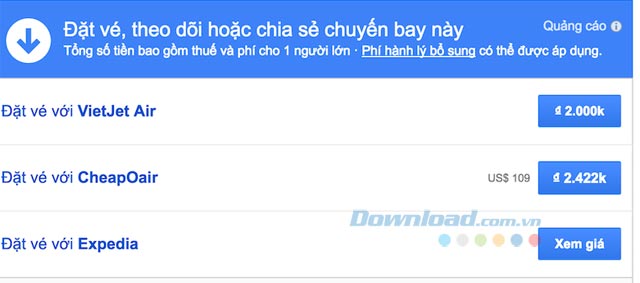 Đặt vé, theo dõi hoặc chia sẻ chuyến bay này
Quảng cáo
Tổng số tiền bao gồm thuế và phí cho 1 người lớn · Phí hành lý bổ sung có thể được áp dụng.
Đặt vé với VietJet Air
₫ 2.000k
Đặt vé với CheapOair
US$ 109
₫ 2.422k
Download.com.vn
Đặt vé với Expedia
Xem giá